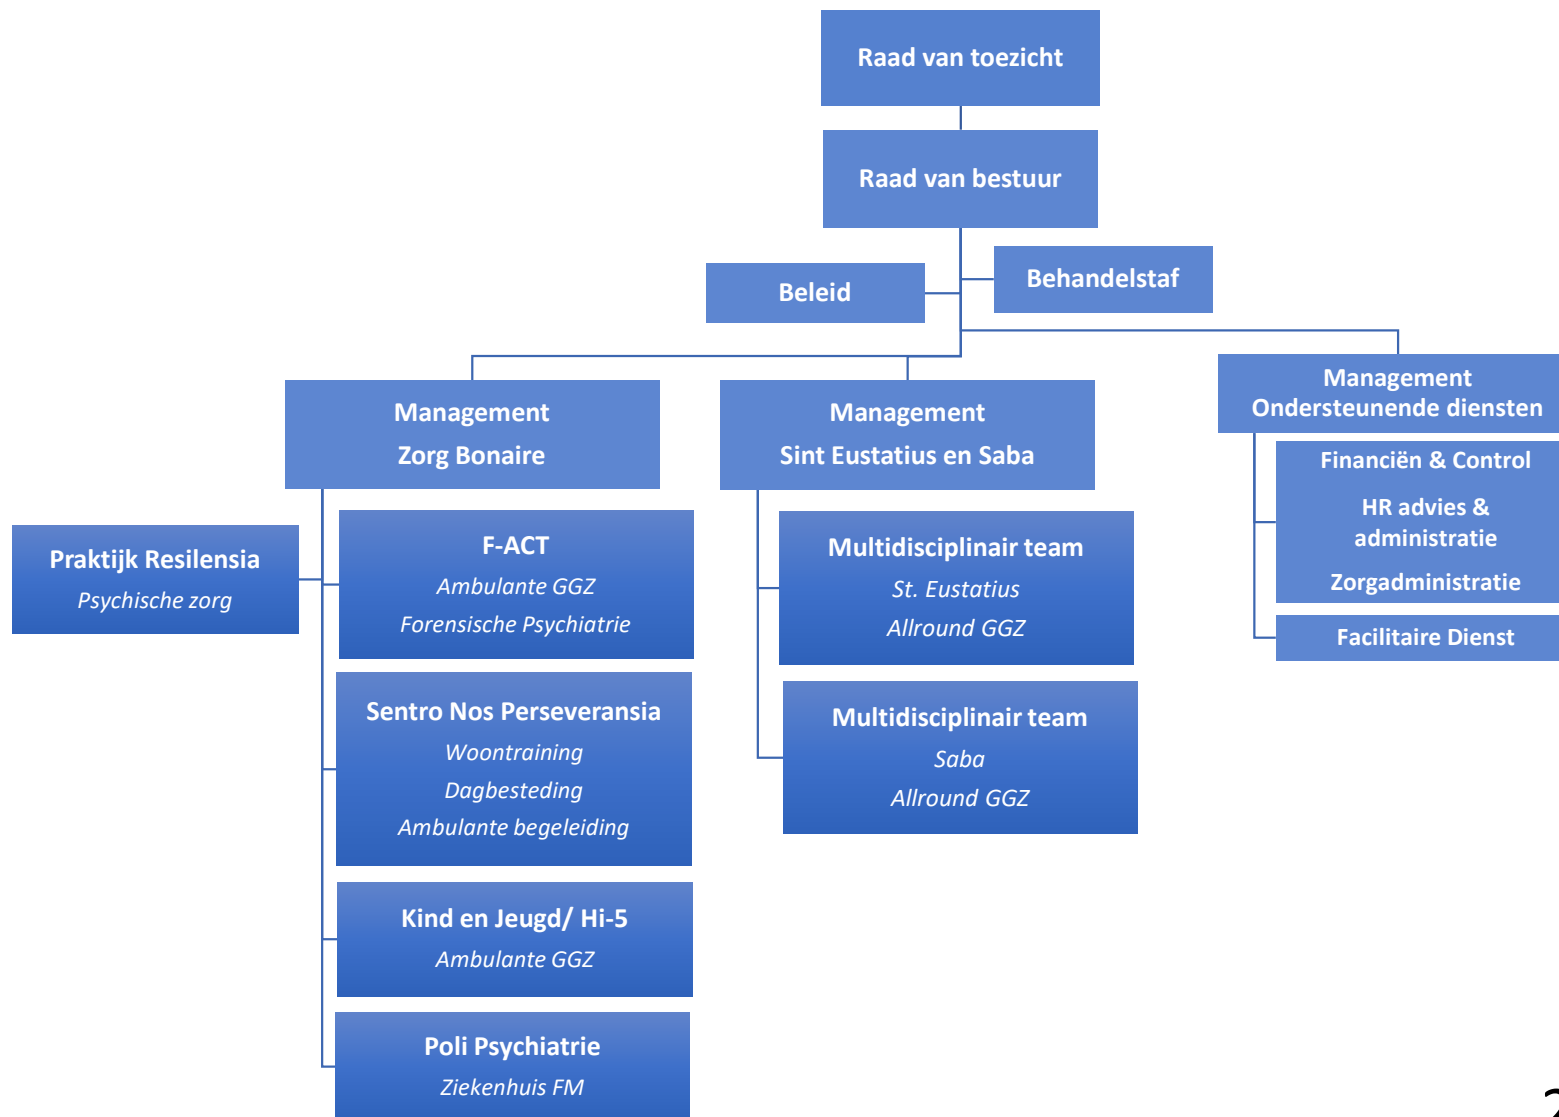 Raad van toezicht
Raad van bestuur
Beleid
Behandelstaf
Management
Zorg Bonaire
Management
Sint Eustatius en Saba
Management
Ondersteunende diensten
Praktijk Resilensia
Psychische zorg
F-ACT
Ambulante GGZ
Forensische Psychiatrie
Sentro Nos Perseveransia
Woontraining
Dagbesteding
Ambulante begeleiding
Kind en Jeugd/ Hi-5
Ambulante GGZ
Poli Psychiatrie
Ziekenhuis FM
Multidisciplinair team
St. Eustatius
Allround GGZ
Multidisciplinair team
Saba
Allround GGZ
Financiën & Control
HR advies &
administratie
Zorgadministratie
Facilitaire Dienst